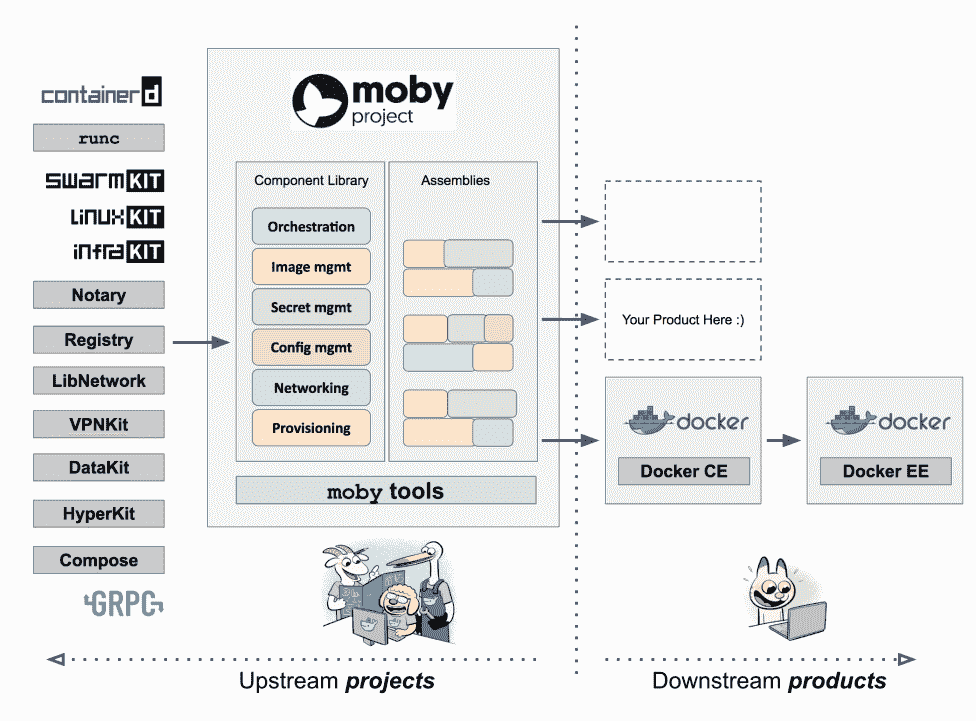 containerd
runc
swarmKIT
LinuxKIT
infraKIT
Notary
Registry
LibNetwork
VPNKit
DataKit
HyperKit
Compose
GRPC
moby
project
Component Library
Orchestration
Image mgmt
Secret mgmt
Config mgmt
Networking
Provisioning
Assemblies
moby tools
Your Product Here :)
docker
Docker CE
docker
Docker EE
Upstream projects
Downstream products